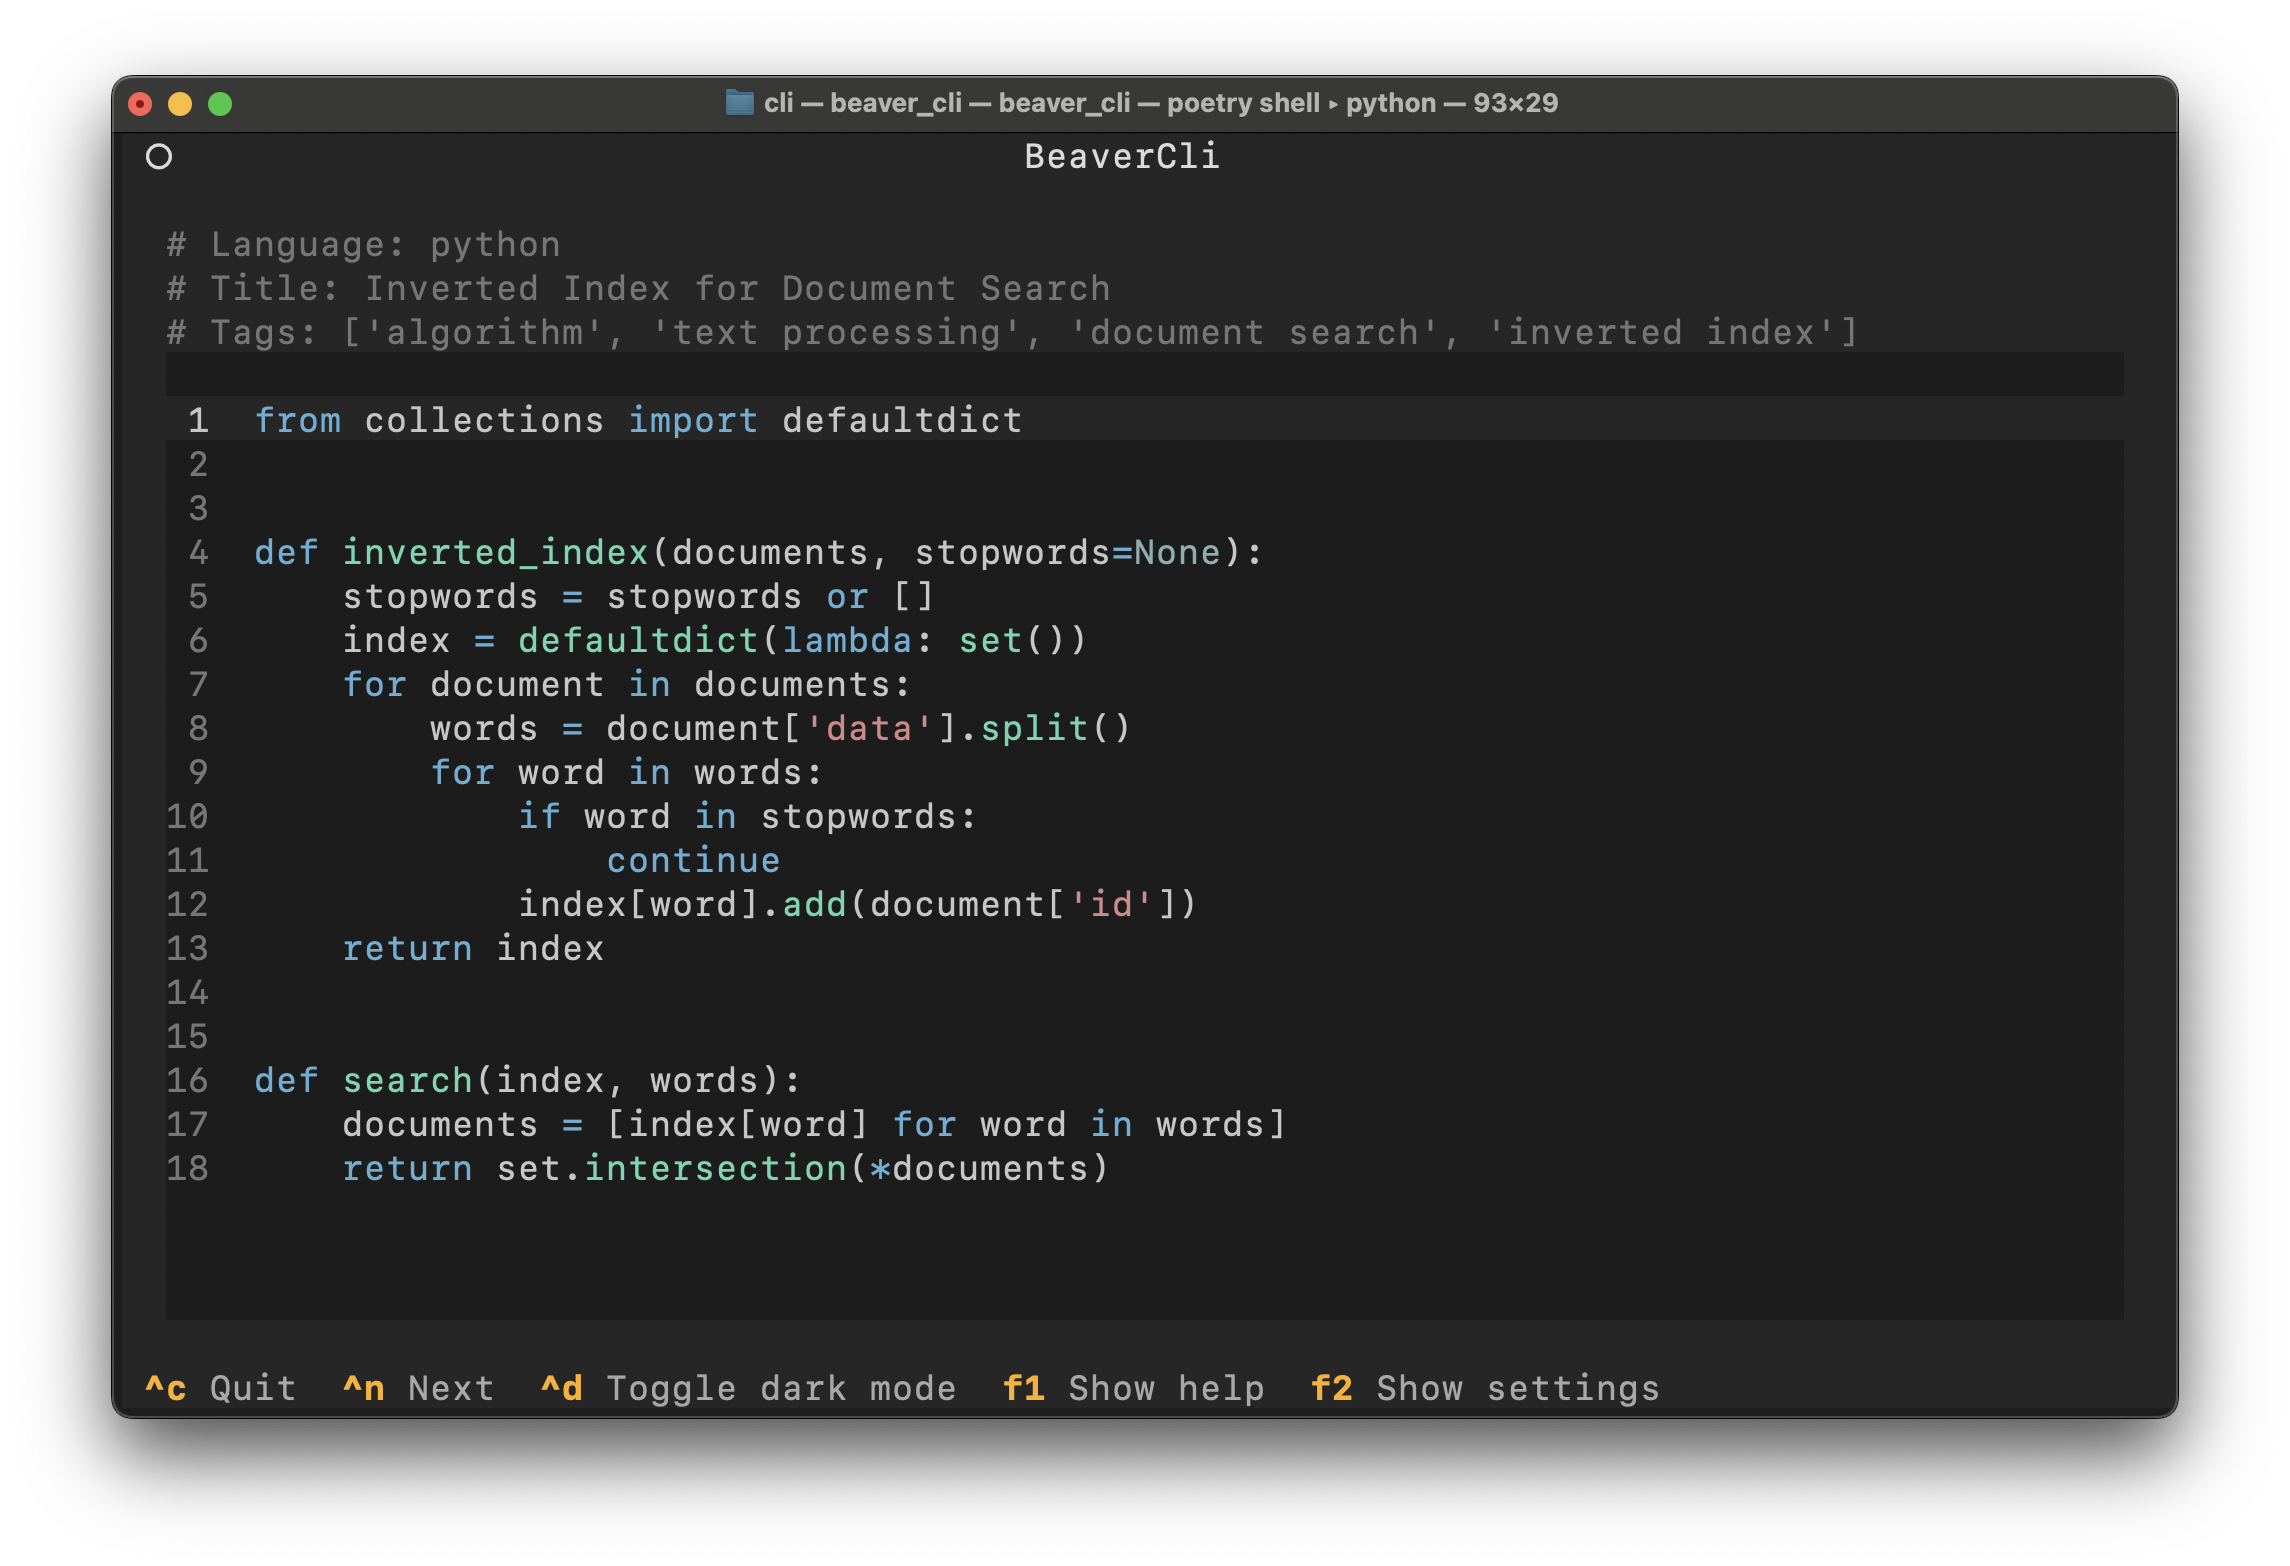 cli — beaver_cli — beaver_cli — poetry shell ▸ python — 93×29
BeaverCli
# Language: python
# Title: Inverted Index for Document Search
# Tags: ['algorithm', 'text processing', 'document search', 'inverted index']
1  from collections import defaultdict
2
3
4  def inverted_index(documents, stopwords=None):
5      stopwords = stopwords or []
6      index = defaultdict(lambda: set())
7      for document in documents:
8          words = document['data'].split()
9          for word in words:
10              if word in stopwords:
11                  continue
12              index[word].add(document['id'])
13      return index
14
15
16  def search(index, words):
17      documents = [index[word] for word in words]
18      return set.intersection(*documents)
^c Quit  ^n Next  ^d Toggle dark mode  f1 Show help  f2 Show settings